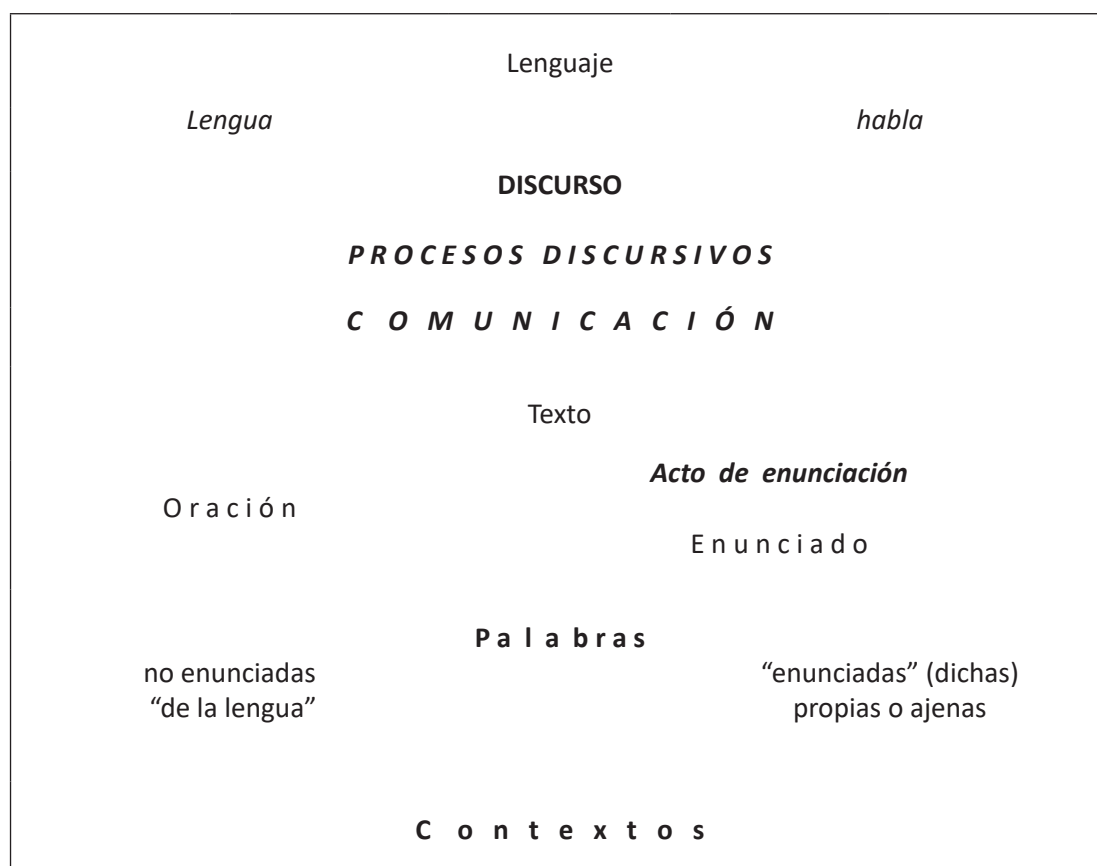 Lenguaje
Lengua habla
DISCURSO
PROCESOS DISCURSIVOS
COMUNICACIÓN
Texto
Acto de enunciación
Oración
Enunciado
Palabras
no enunciadas “enunciadas” (dichas)
“de la lengua” propias o ajenas
Contextos